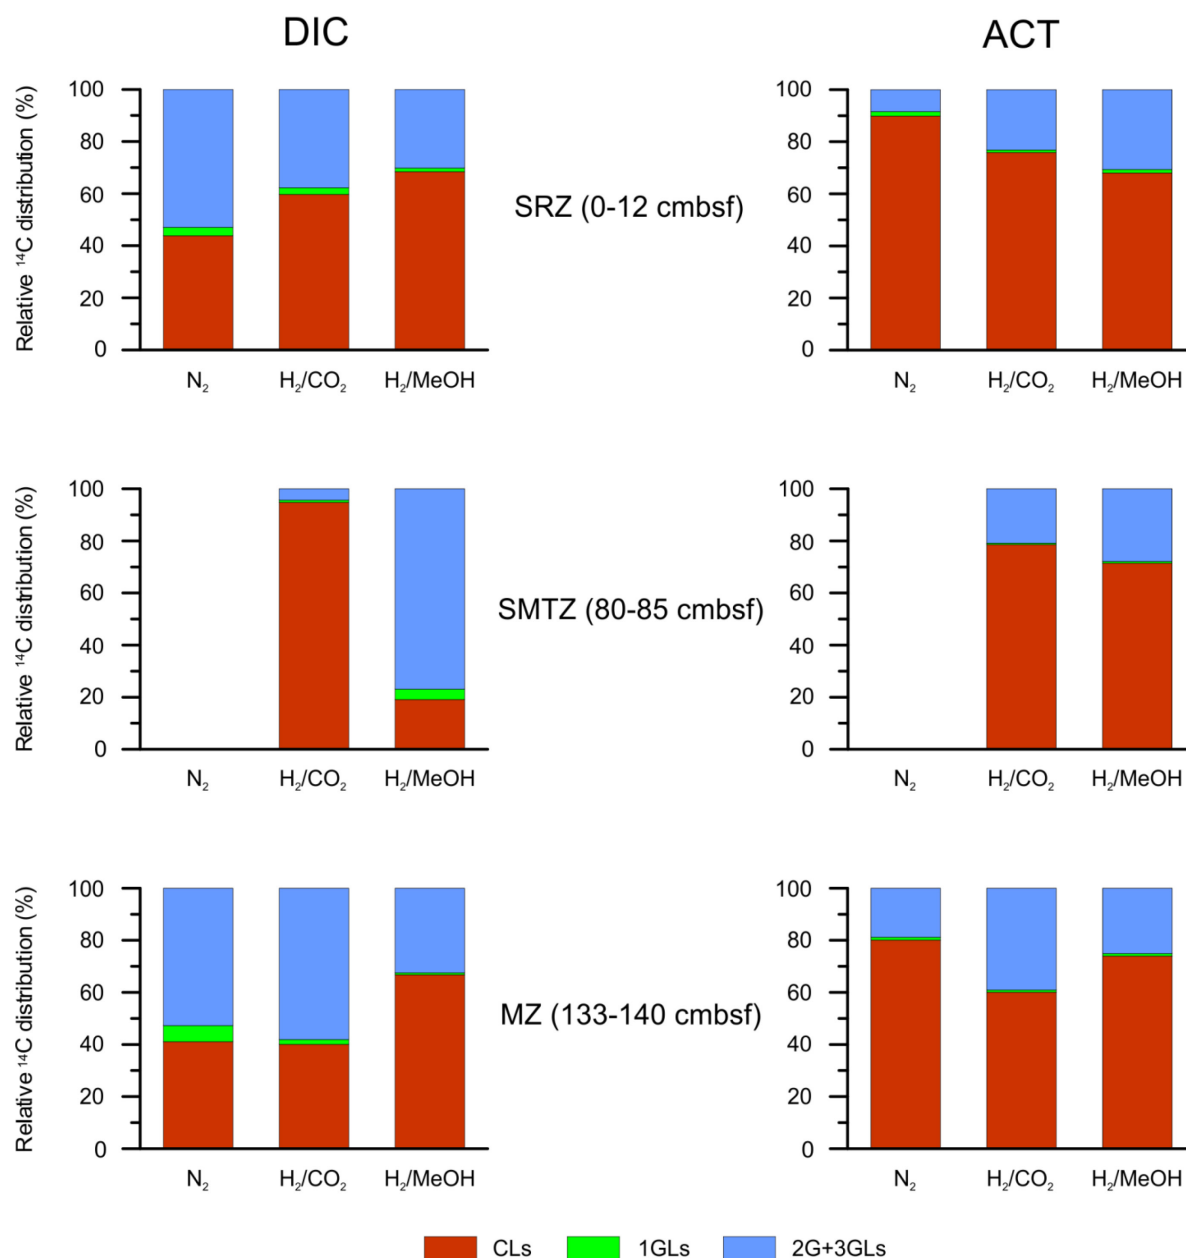 DIC
ACT
Relative ¹⁴C distribution (%)
100
80
60
40
20
0
N₂
H₂/CO₂
H₂/MeOH
SRZ (0-12 cmbsf)
100
80
60
40
20
0
N₂
H₂/CO₂
H₂/MeOH
Relative ¹⁴C distribution (%)
100
80
60
40
20
0
N₂
H₂/CO₂
H₂/MeOH
SMTZ (80-85 cmbsf)
100
80
60
40
20
0
N₂
H₂/CO₂
H₂/MeOH
Relative ¹⁴C distribution (%)
100
80
60
40
20
0
N₂
H₂/CO₂
H₂/MeOH
MZ (133-140 cmbsf)
100
80
60
40
20
0
N₂
H₂/CO₂
H₂/MeOH
CLs
1GLs
2G+3GLs